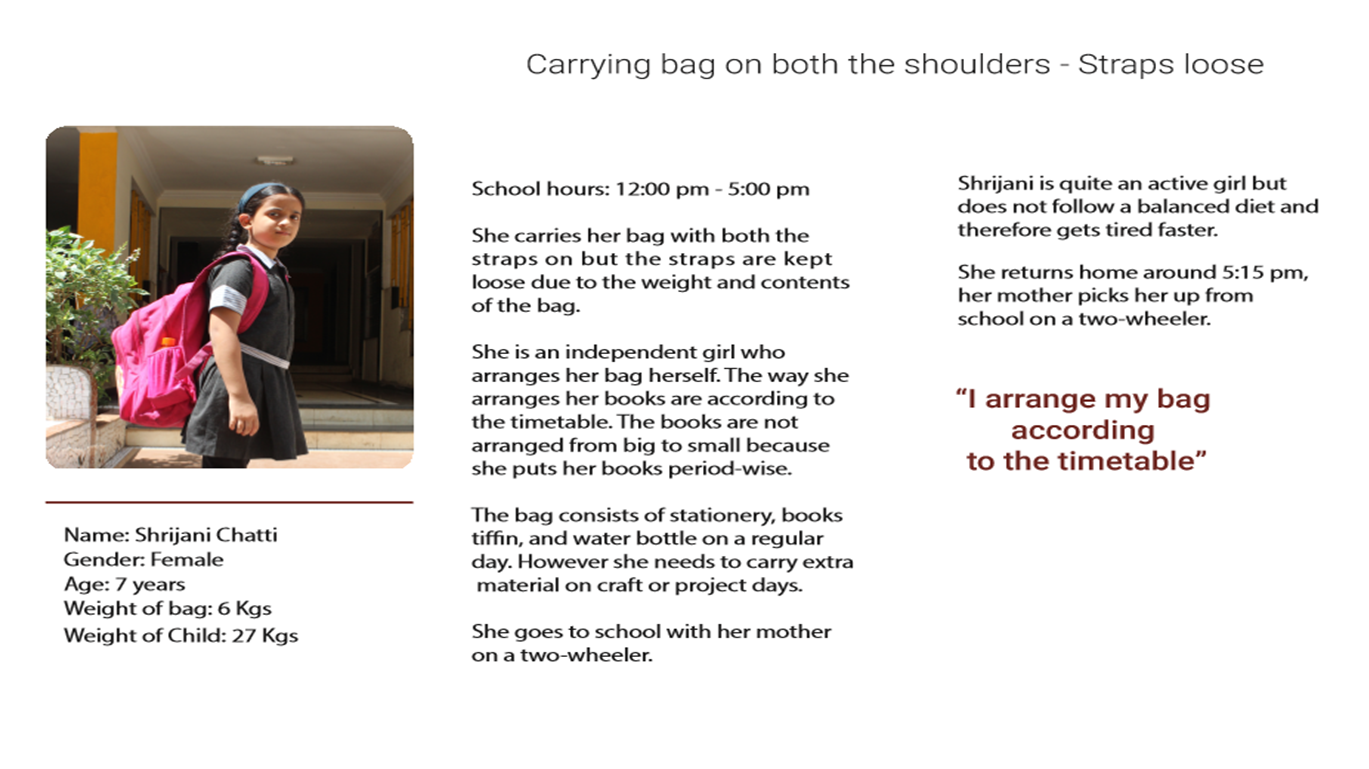 Carrying bag on both the shoulders - Straps loose
Name: Shrijani Chatti
Gender: Female
Age: 7 years
Weight of bag: 6 Kgs
Weight of Child: 27 Kgs
School hours: 12:00 pm - 5:00 pm
She carries her bag with both the
straps on but the straps are kept
loose due to the weight and contents
of the bag.
She is an independent girl who
arranges her bag herself. The way she
arranges her books are according to
the timetable. The books are not
arranged from big to small because
she puts her books period-wise.
The bag consists of stationery, books
tiffin, and water bottle on a regular
day. However she needs to carry extra
material on craft or project days.
She goes to school with her mother
on a two-wheeler.
Shrijani is quite an active girl but
does not follow a balanced diet and
therefore gets tired faster.
She returns home around 5:15 pm,
her mother picks her up from
school on a two-wheeler.
“I arrange my bag
according
to the timetable”